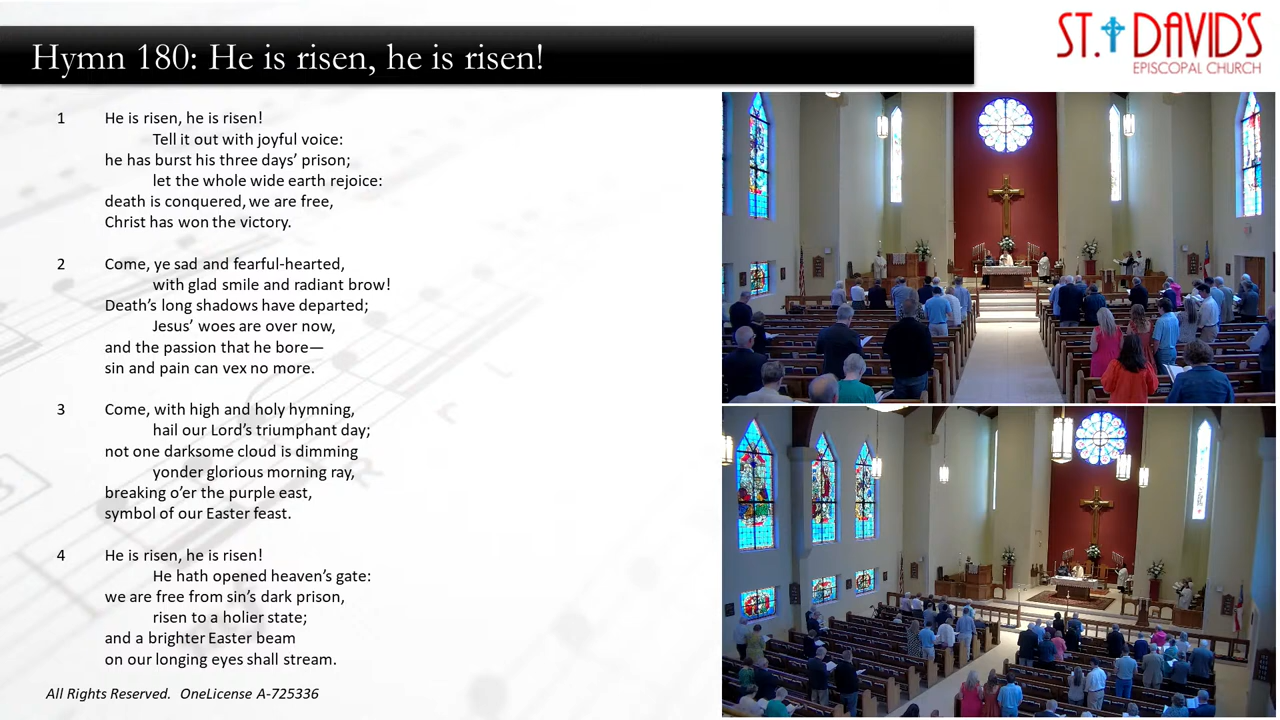 Hymn 180: He is risen, he is risen!
ST. DAVID'S
EPISCOPAL CHURCH
1 He is risen, he is risen!
Tell it out with joyful voice:
he has burst his three days’ prison;
let the whole wide earth rejoice:
death is conquered, we are free,
Christ has won the victory.
2 Come, ye sad and fearful-hearted,
with glad smile and radiant brow!
Death’s long shadows have departed;
Jesus’ woes are over now,
and the passion that he bore—
sin and pain can vex no more.
3 Come, with high and holy hymning,
hail our Lord’s triumphant day;
not one darksome cloud is dimming
yonder glorious morning ray,
breaking o’er the purple east,
symbol of our Easter feast.
4 He is risen, he is risen!
He hath opened heaven’s gate:
we are free from sin’s dark prison,
risen to a holier state;
and a brighter Easter beam
on our longing eyes shall stream.
All Rights Reserved. OneLicense A-725336